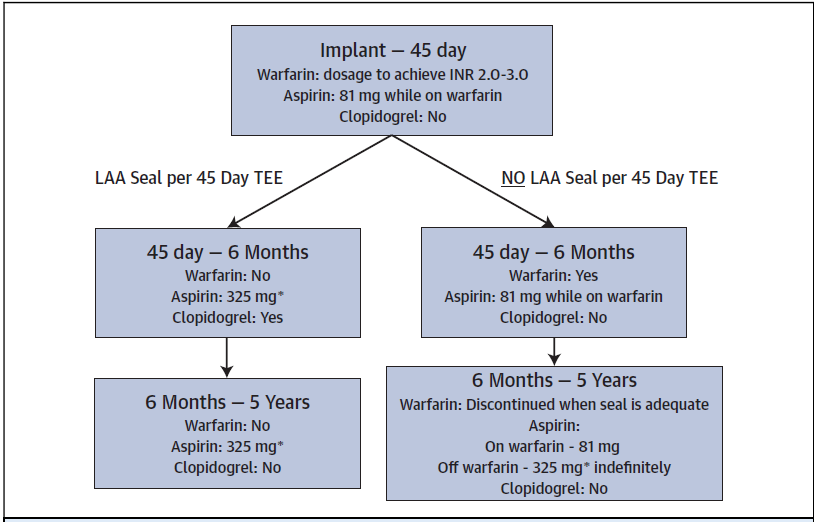 Implant – 45 day
Warfarin: dosage to achieve INR 2.0-3.0
Aspirin: 81 mg while on warfarin
Clopidogrel: No
LAA Seal per 45 Day TEE
NO LAA Seal per 45 Day TEE
45 day – 6 Months
Warfarin: No
Aspirin: 325 mg*
Clopidogrel: Yes
45 day – 6 Months
Warfarin: Yes
Aspirin: 81 mg while on warfarin
Clopidogrel: No
6 Months – 5 Years
Warfarin: No
Aspirin: 325 mg*
Clopidogrel: No
6 Months – 5 Years
Warfarin: Discontinued when seal is adequate
Aspirin:
On warfarin - 81 mg
Off warfarin - 325 mg* indefinitely
Clopidogrel: No